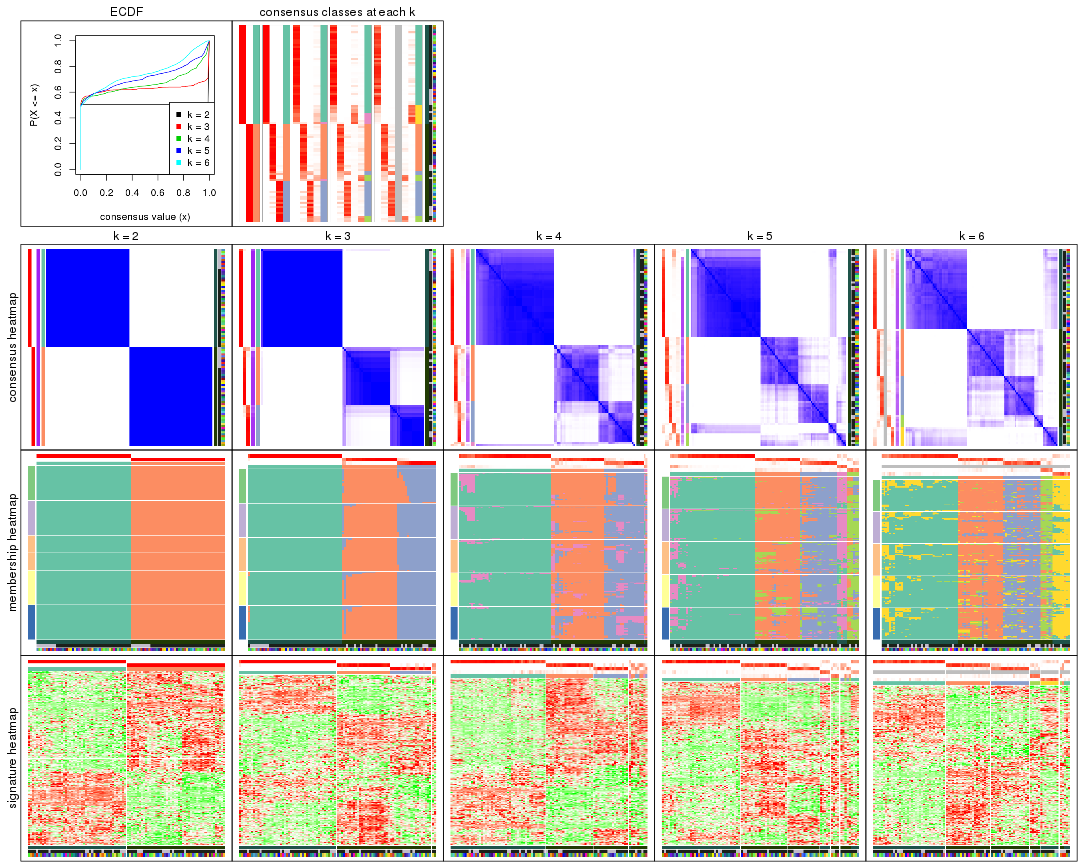 ECDF
consensus classes at each k
P(X <= x)
0.0
0.2
0.4
0.6
0.8
1.0
k = 2
k = 3
k = 4
k = 5
k = 6
0.0 0.2 0.4 0.6 0.8 1.0
consensus value (x)
k = 2
k = 3
k = 4
k = 5
k = 6
consensus heatmap
membership heatmap
signature heatmap